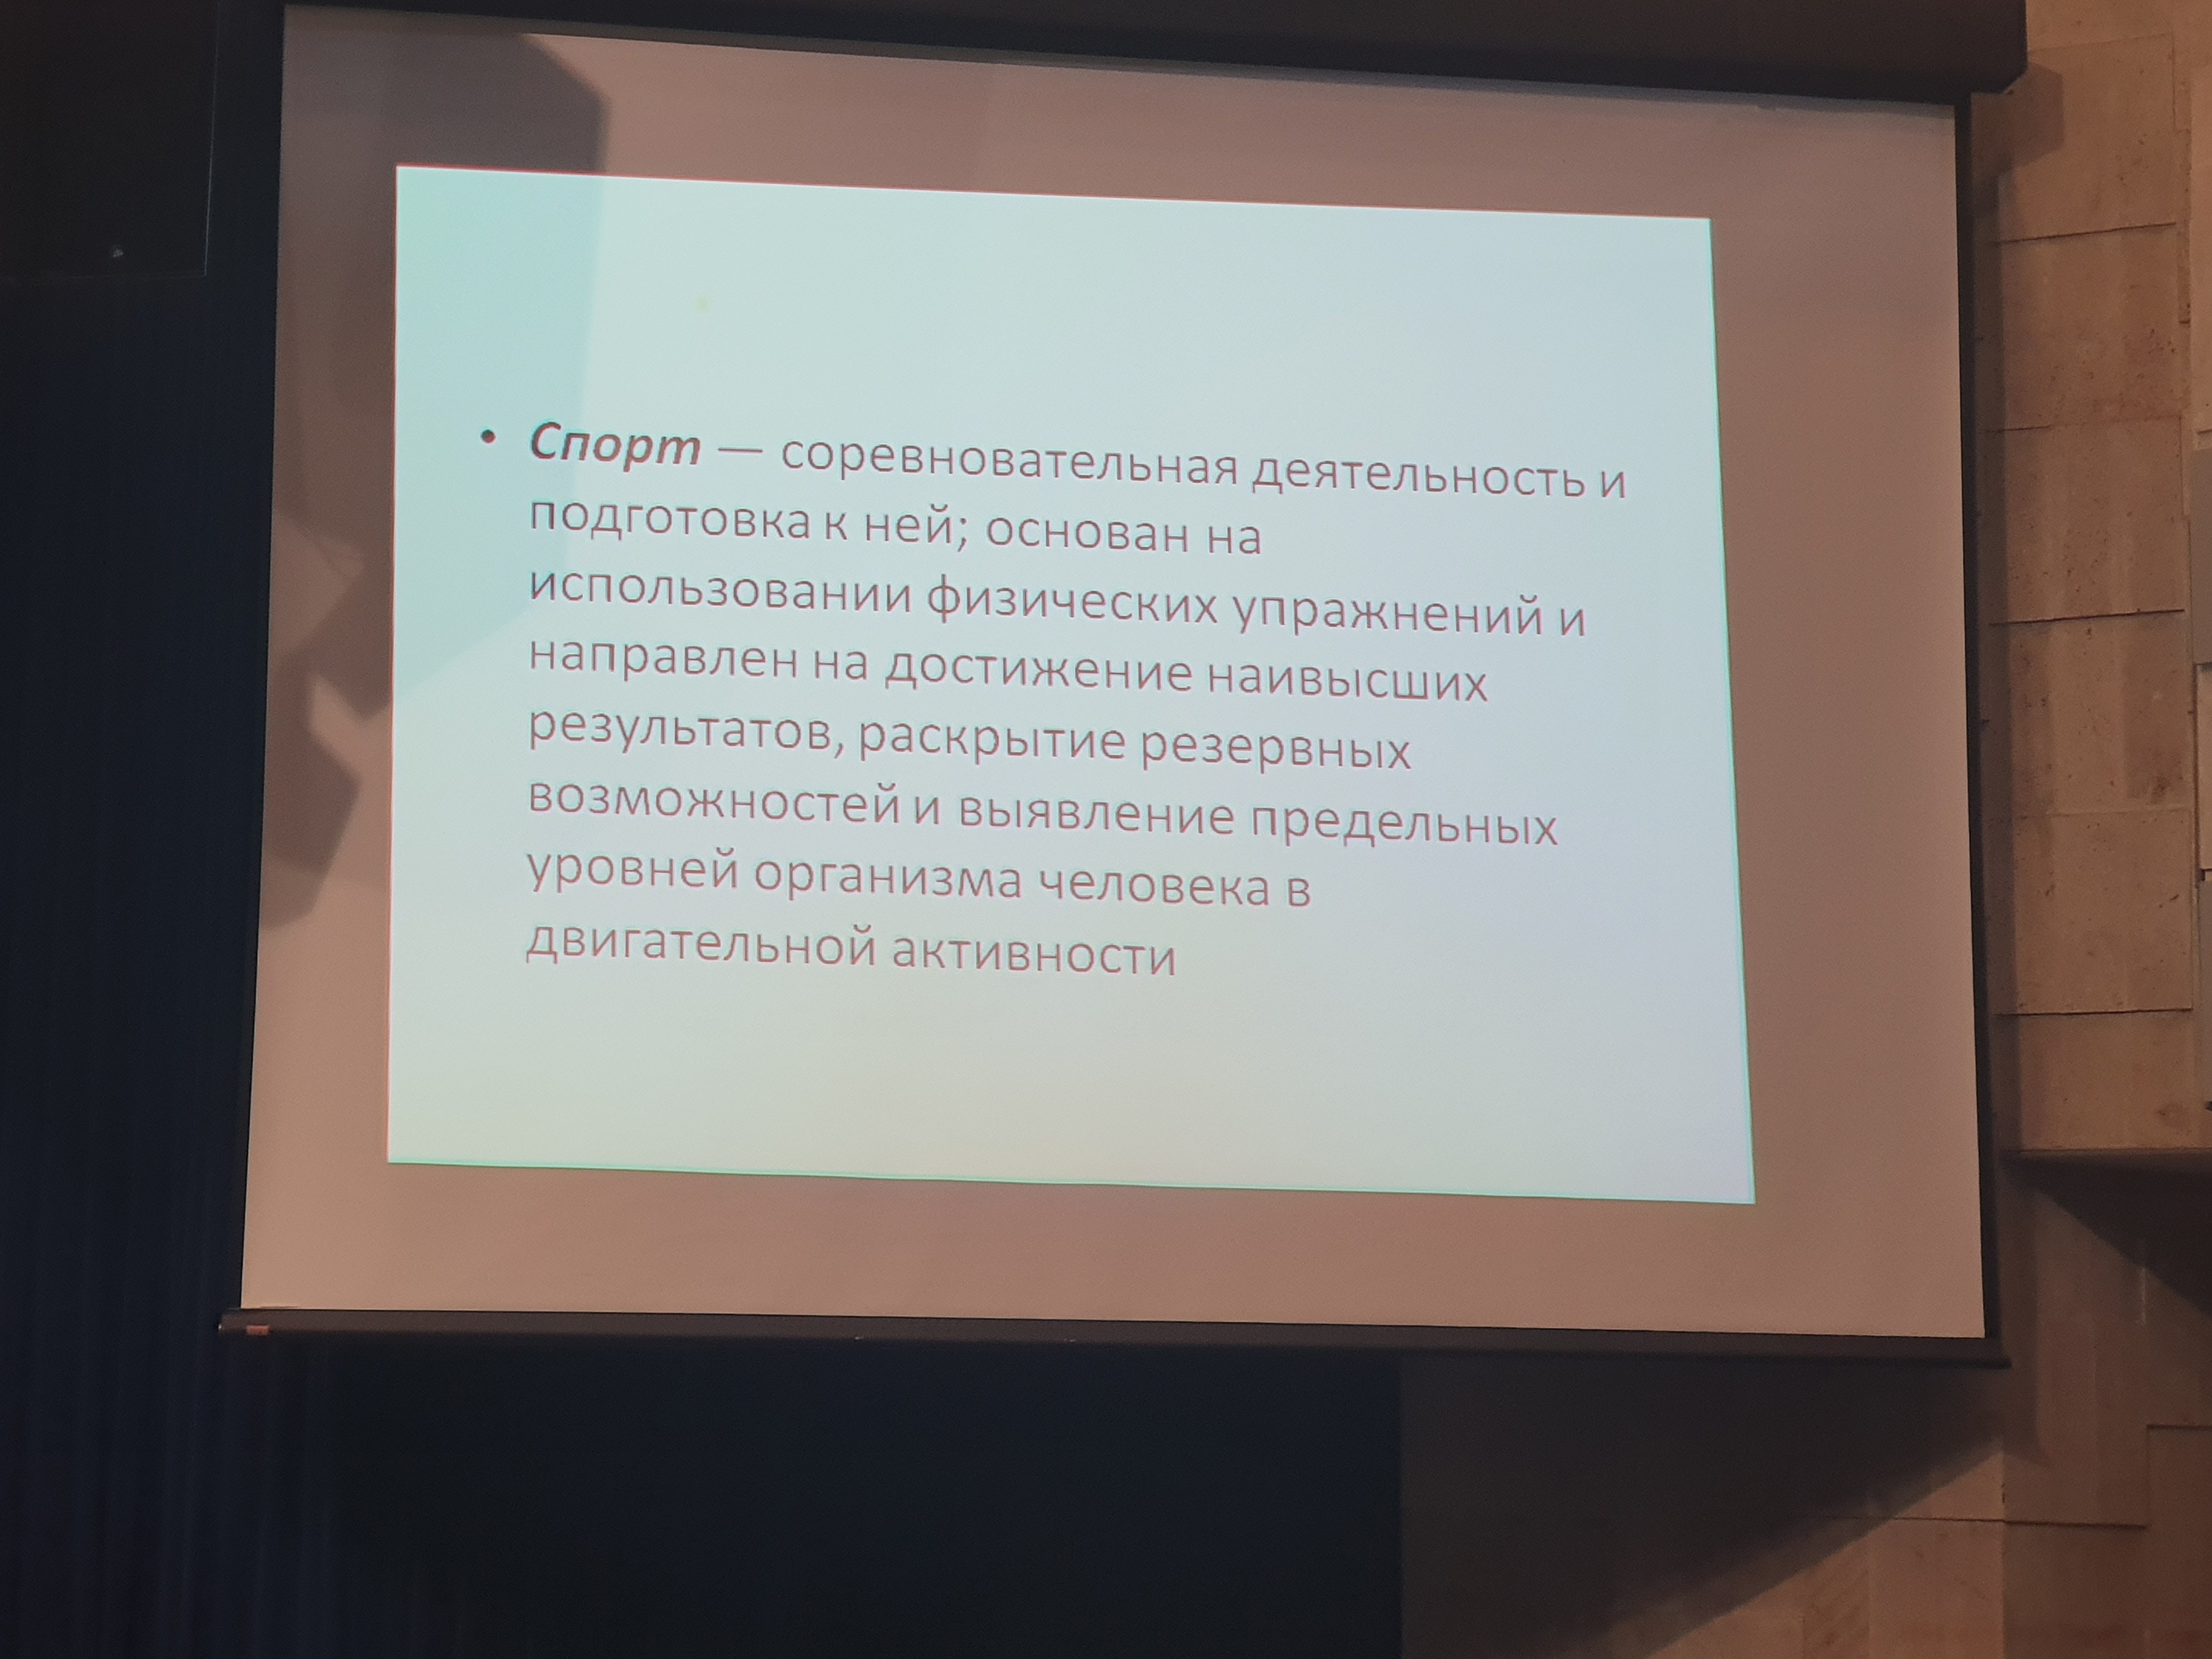 • Спорт — соревновательная деятельность и
подготовка к ней; основан на
использовании физических упражнений и
направлен на достижение наивысших
результатов, раскрытие резервных
возможностей и выявление предельных
уровней организма человека в
двигательной активности